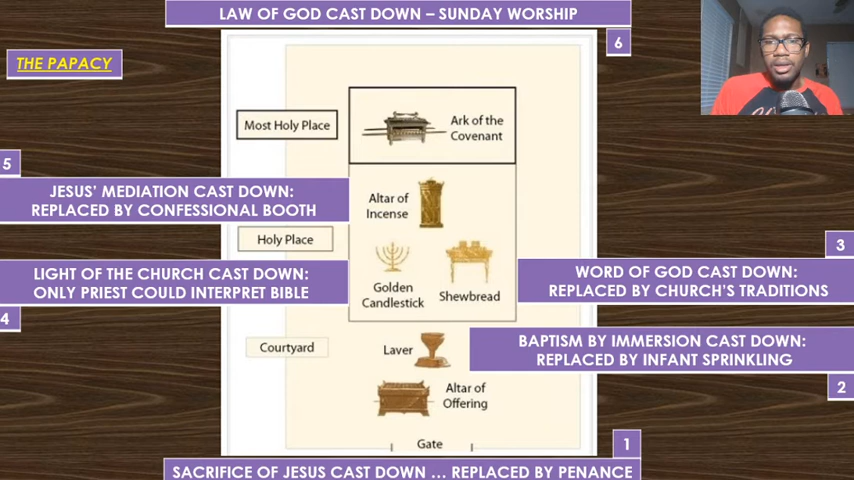 LAW OF GOD CAST DOWN – SUNDAY WORSHIP
6
THE PAPACY
Most Holy Place
Ark of the
Covenant
5
JESUS’ MEDIATION CAST DOWN:
REPLACED BY CONFESSIONAL BOOTH
Altar of
Incense
Holy Place
3
LIGHT OF THE CHURCH CAST DOWN:
ONLY PRIEST COULD INTERPRET BIBLE
4
Golden
Candlestick
Shewbread
WORD OF GOD CAST DOWN:
REPLACED BY CHURCH’S TRADITIONS
Courtyard
Laver
BAPTISM BY IMMERSION CAST DOWN:
REPLACED BY INFANT SPRINKLING
2
Altar of
Offering
Gate
1
SACRIFICE OF JESUS CAST DOWN … REPLACED BY PENANCE